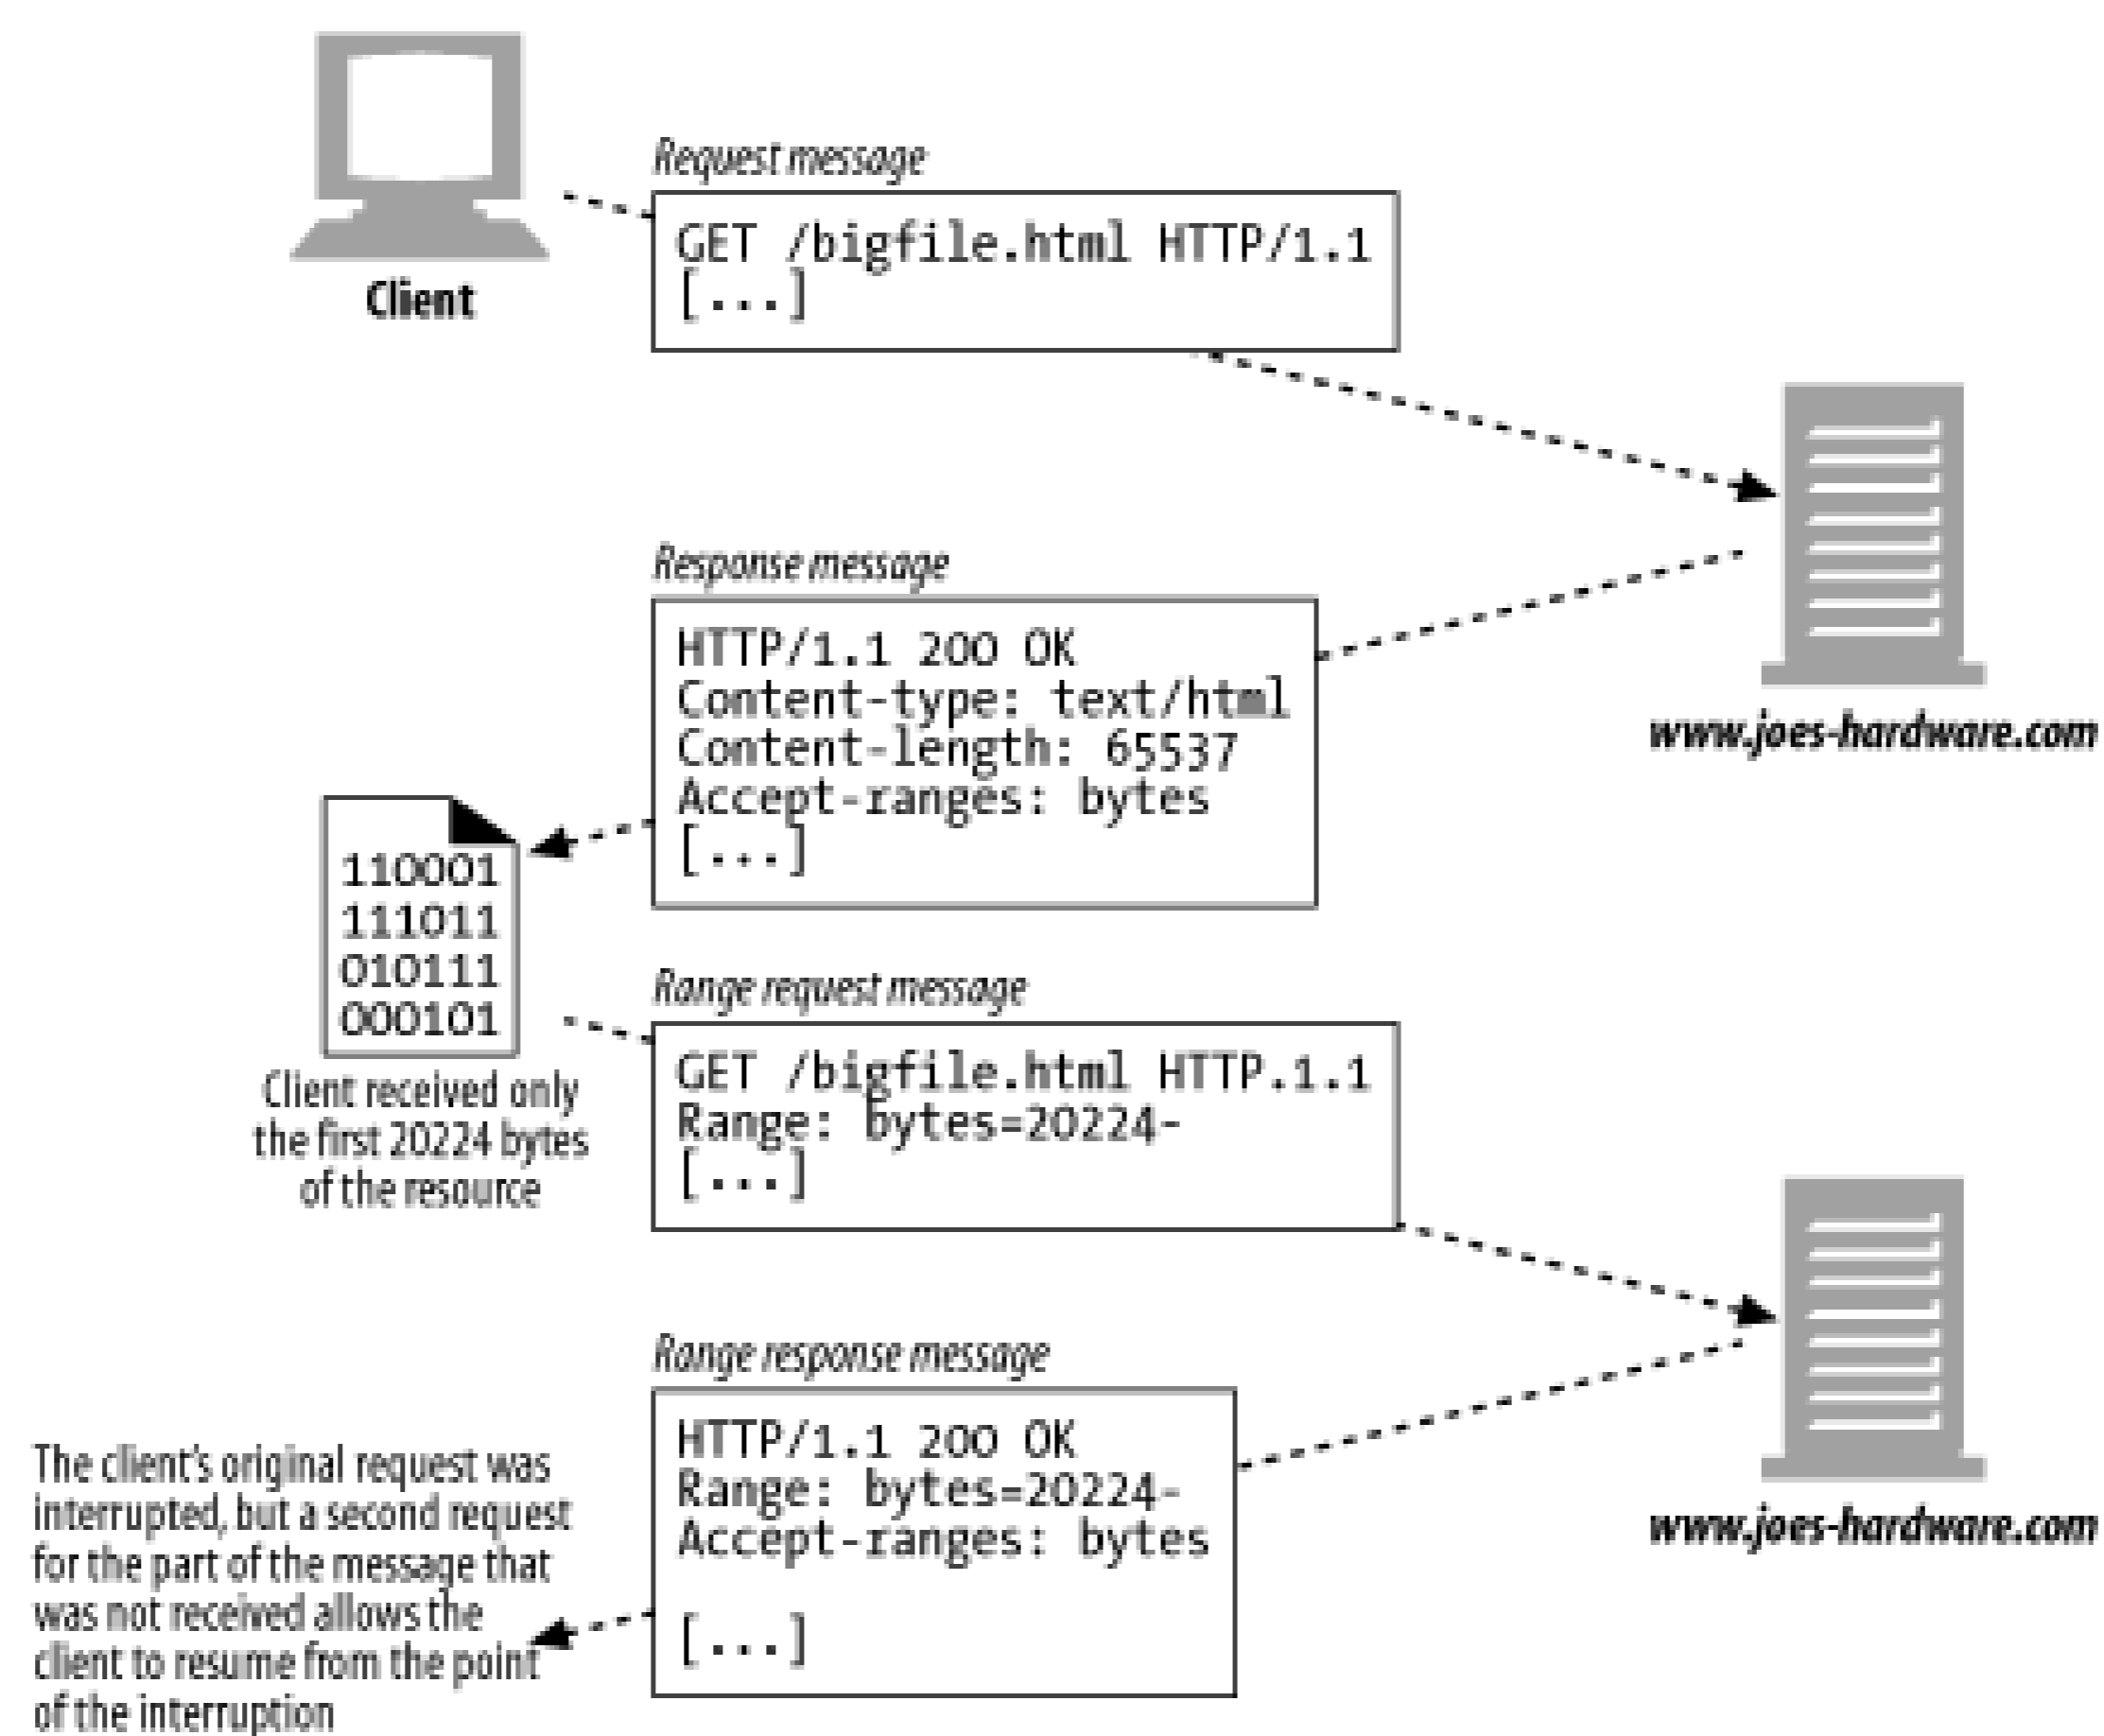 Request message
GET /bigfile.html HTTP/1.1
[...]
Client
Response message
HTTP/1.1 200 OK
Content-type: text/html
Content-length: 65537
Accept-ranges: bytes
[...]
www.joes-hardware.com
110001
111011
010111
000101
Client received only
the first 20224 bytes
of the resource
Range request message
GET /bigfile.html HTTP.1.1
Range: bytes=20224-
[...]
Range response message
HTTP/1.1 200 OK
Range: bytes=20224-
Accept-ranges: bytes
[...]
www.joes-hardware.com
The client's original request was
interrupted, but a second request
for the part of the message that
was not received allows the
client to resume from the point
of the interruption